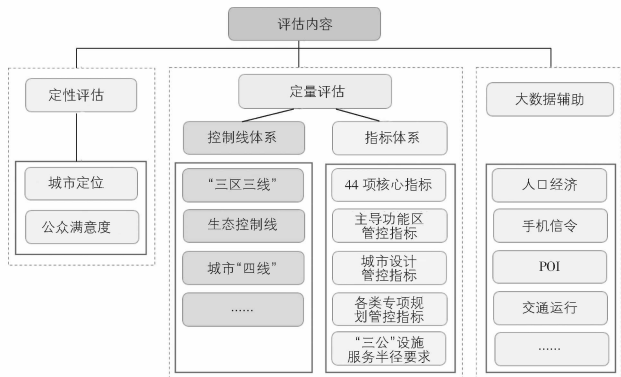 评估内容
定性评估
城市定位
公众满意度
定量评估
控制线体系
“三区三线”
生态控制线
城市“四线”
……
指标体系
44 项核心指标
主导功能区
管控指标
城市设计
管控指标
各类专项规
划管控指标
“三公”设施
服务半径要求
大数据辅助
人口经济
手机信令
POI
交通运行
……